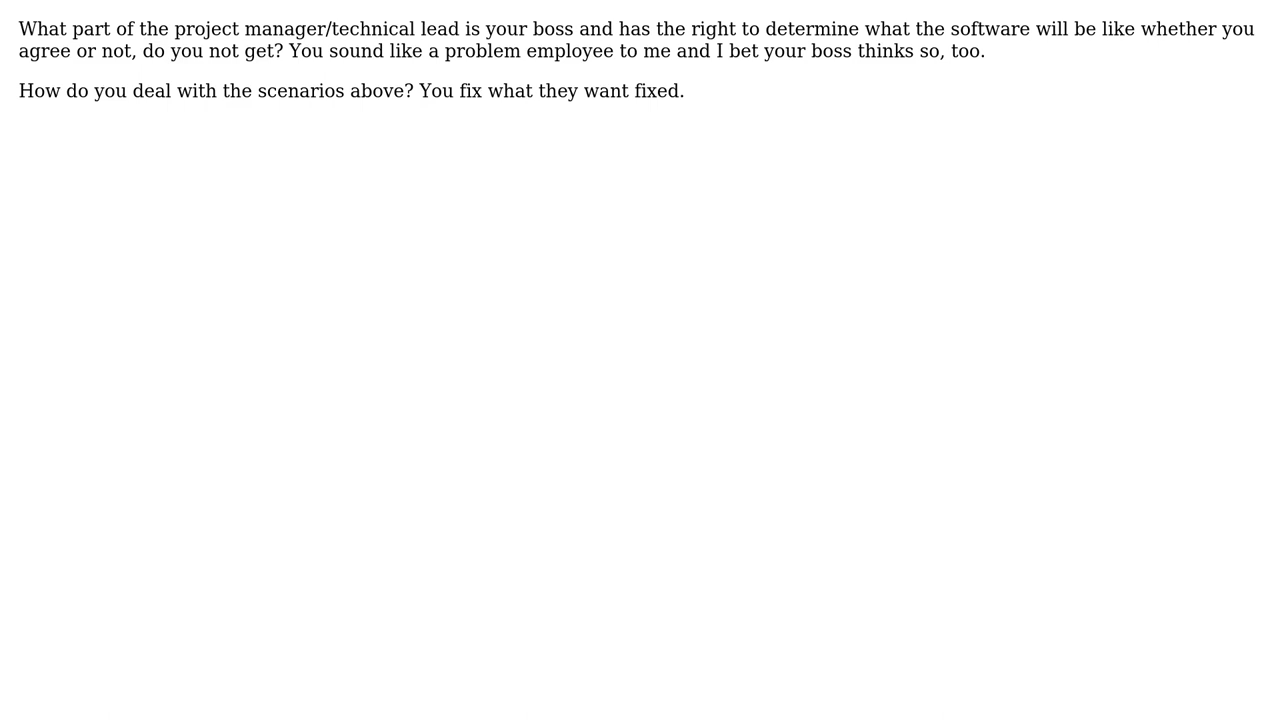 What part of the project manager/technical lead is your boss and has the right to determine what the software will be like whether you
agree or not, do you not get? You sound like a problem employee to me and I bet your boss thinks so, too.
How do you deal with the scenarios above? You fix what they want fixed.